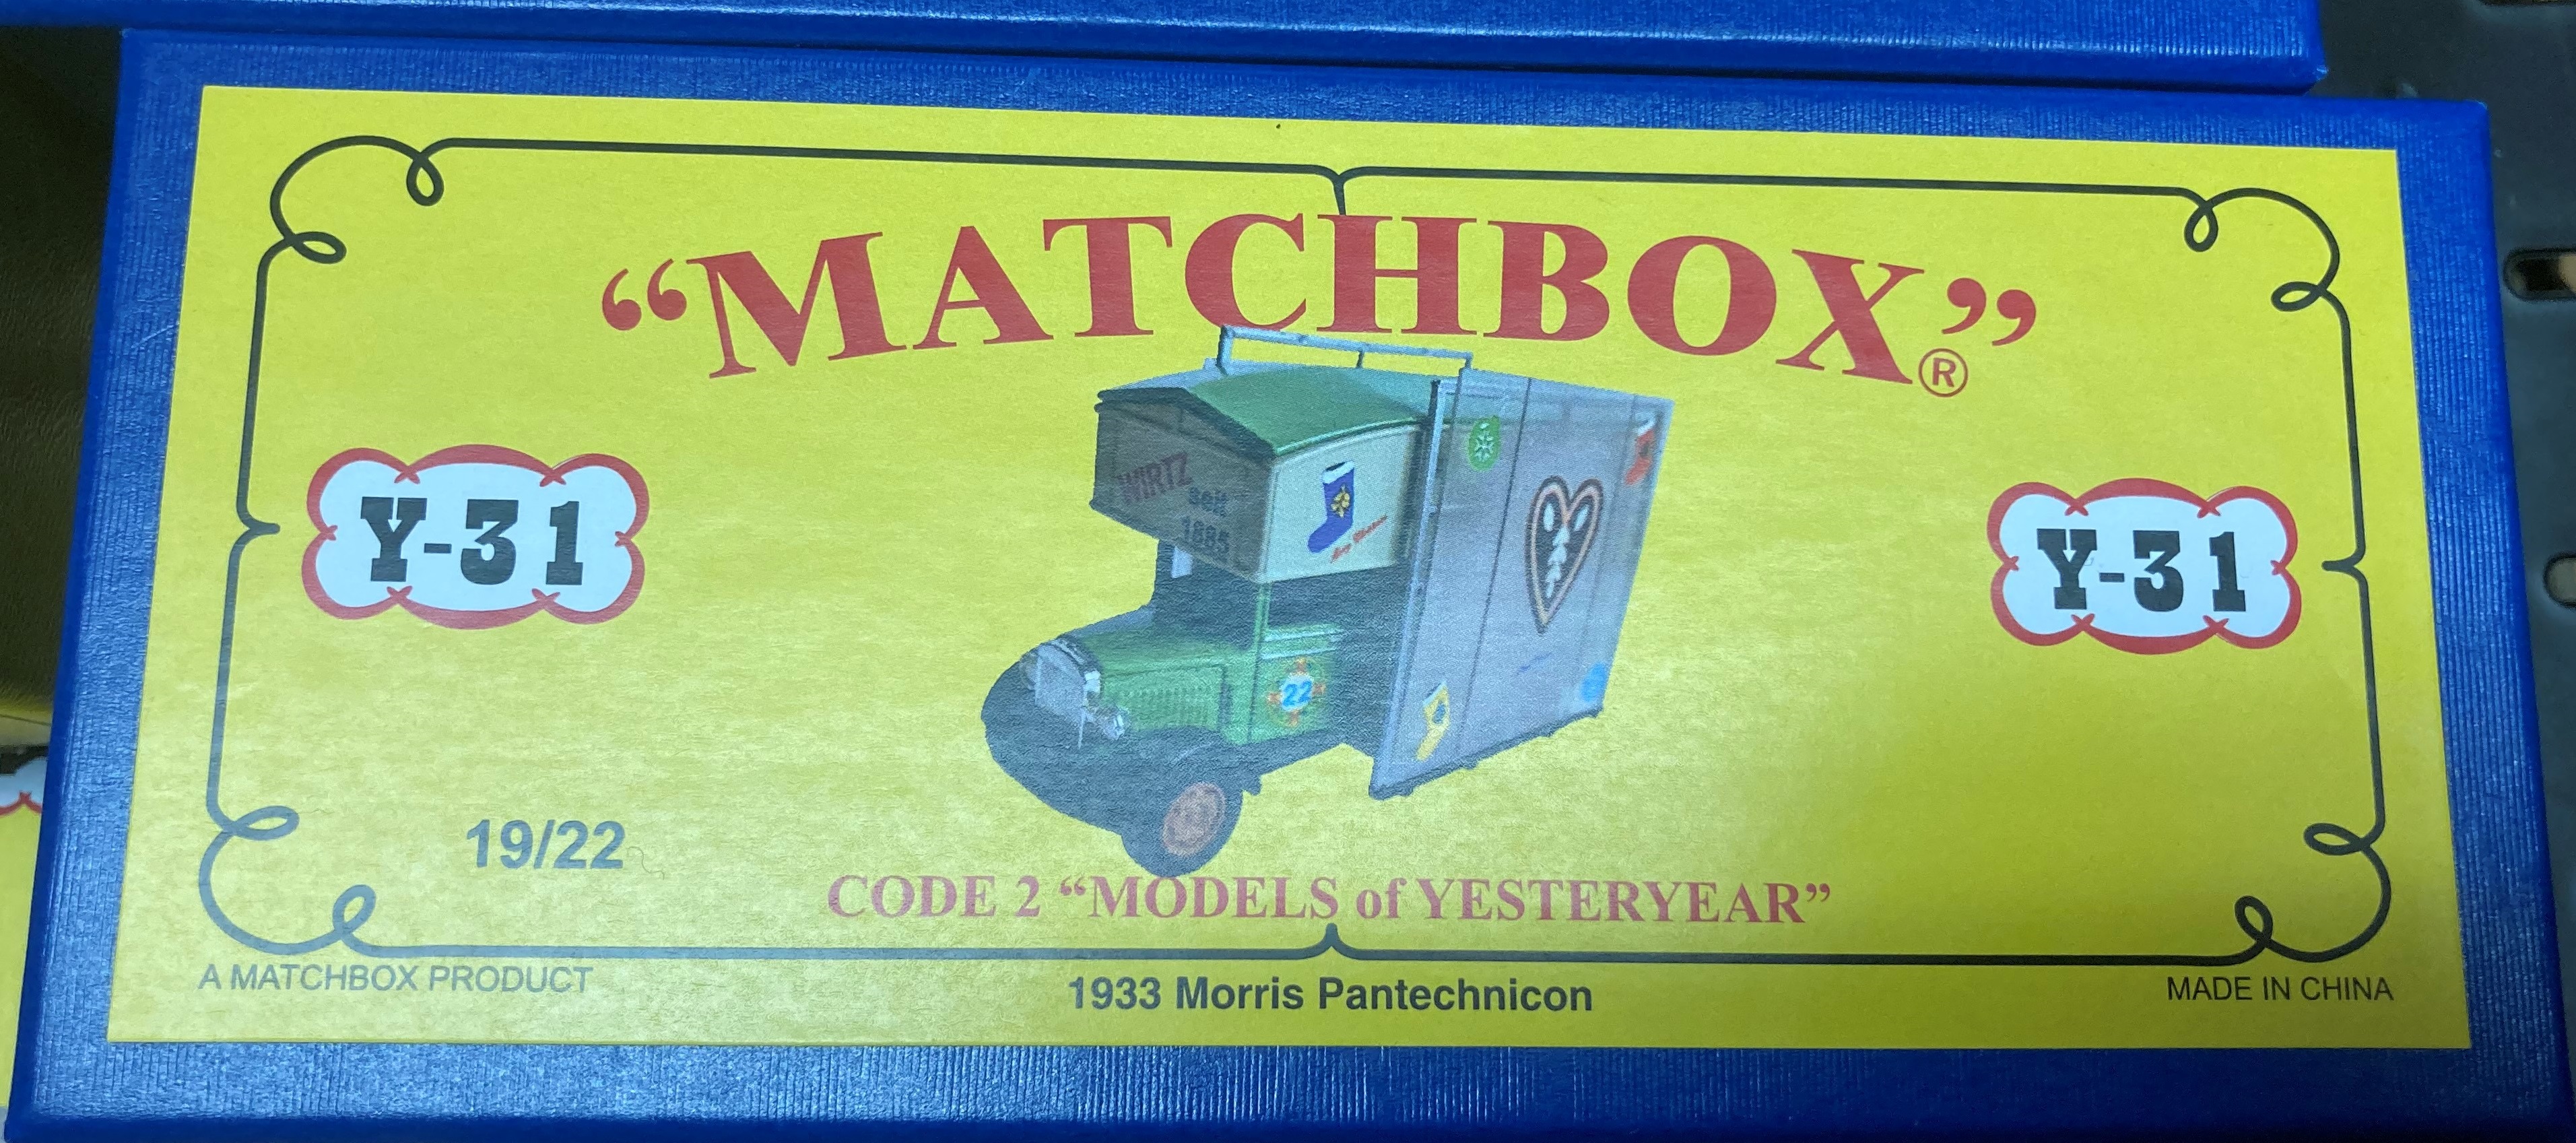 “MATCHBOX®”
WIRTZ
seit
1885
22
Y-31
Y-31
19/22
CODE 2 “MODELS of YESTERYEAR”
A MATCHBOX PRODUCT
1933 Morris Pantechnicon
MADE IN CHINA